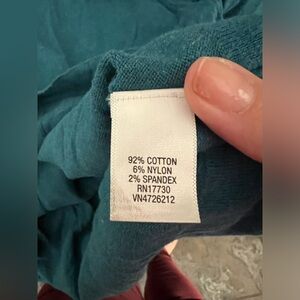 92% COTTON
6% NYLON
2% SPANDEX
RN17730
VN4726212